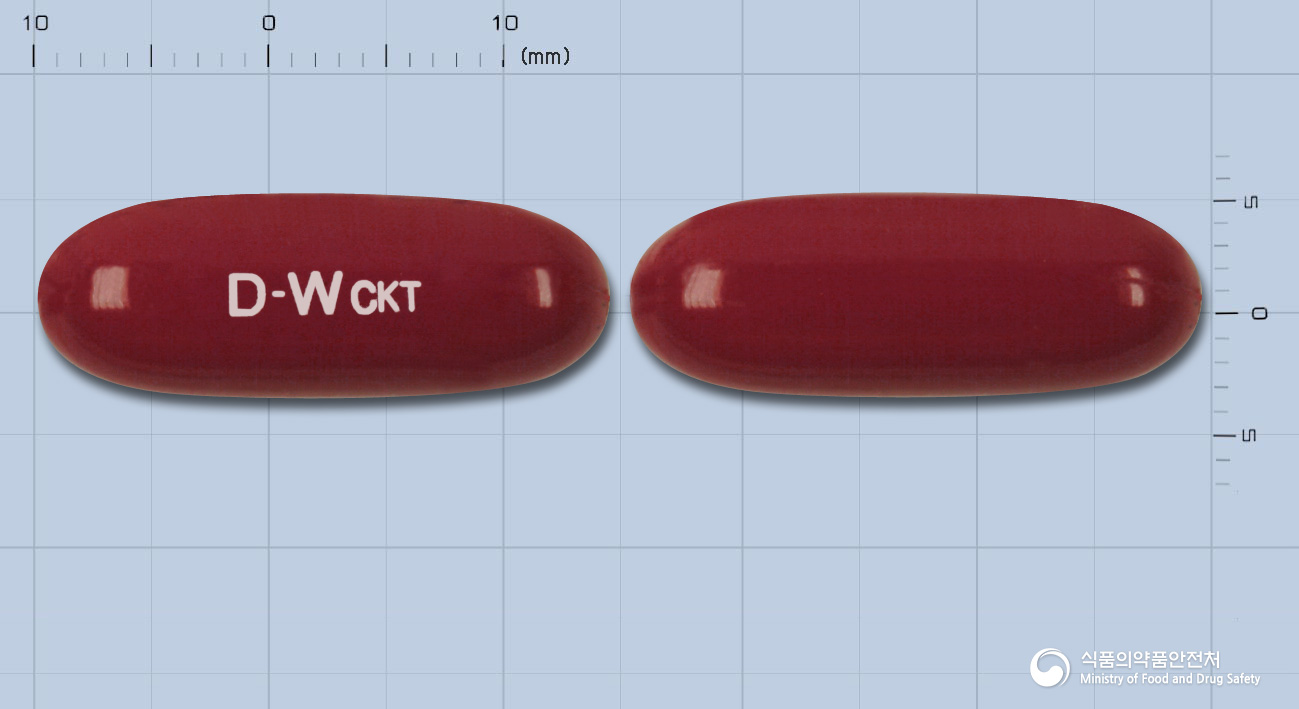 10 0 10
(mm)
D-W CKT
5
0
5
식품의약품안전처
Ministry of Food and Drug Safety